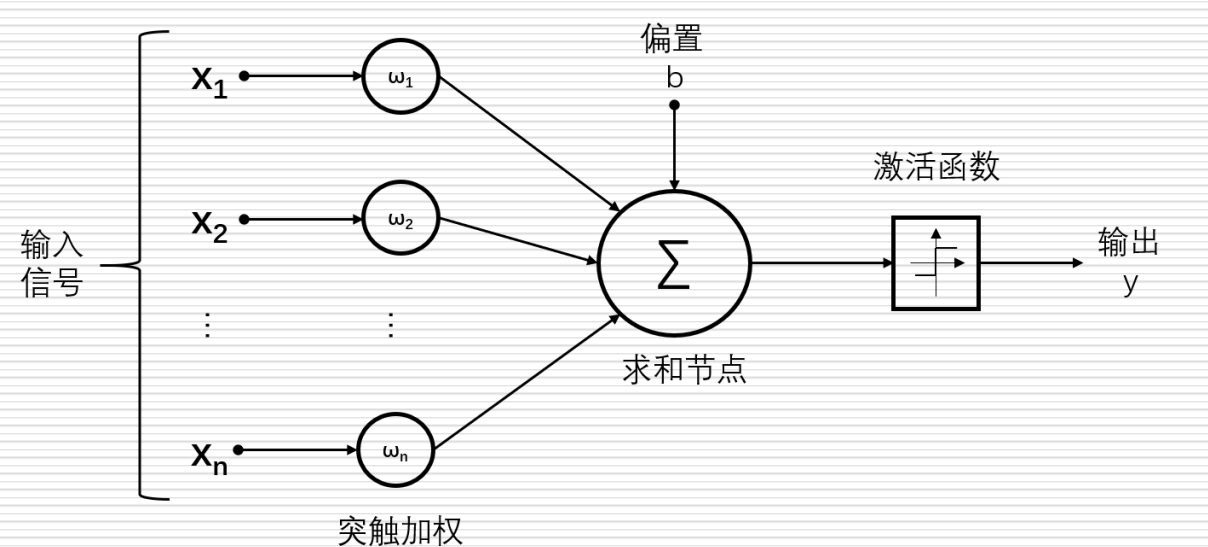 偏置
b
x₁
ω₁
激活函数
x₂
ω₂
∑
输出
y
输入
信号
⋮ ⋮
求和节点
xₙ
ωₙ
突触加权